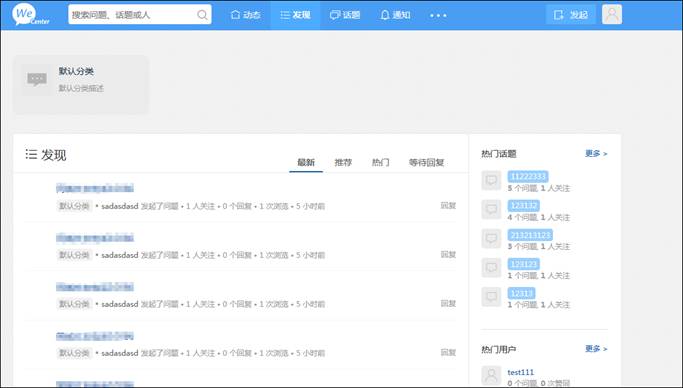 We
Center
搜索问题、话题或人
动态
发现
话题
通知
发起
默认分类
默认分类描述
发现
最新
推荐
热门
等待回复
默认分类 • sadasdasd 发起了问题 • 1 人关注 • 0 个回复 • 1 次浏览 • 5 小时前
回复
默认分类 • sadasdasd 发起了问题 • 1 人关注 • 0 个回复 • 1 次浏览 • 5 小时前
回复
默认分类 • sadasdasd 发起了问题 • 1 人关注 • 0 个回复 • 1 次浏览 • 5 小时前
回复
默认分类 • sadasdasd 发起了问题 • 1 人关注 • 0 个回复 • 1 次浏览 • 5 小时前
回复
热门话题
更多 >
11222333
5 个问题, 1 人关注
123132
4 个问题, 1 人关注
213213123
3 个问题, 1 人关注
123123
1 个问题, 1 人关注
12313
1 个问题, 1 人关注
热门用户
更多 >
test111
0 个问题, 0 次赞同